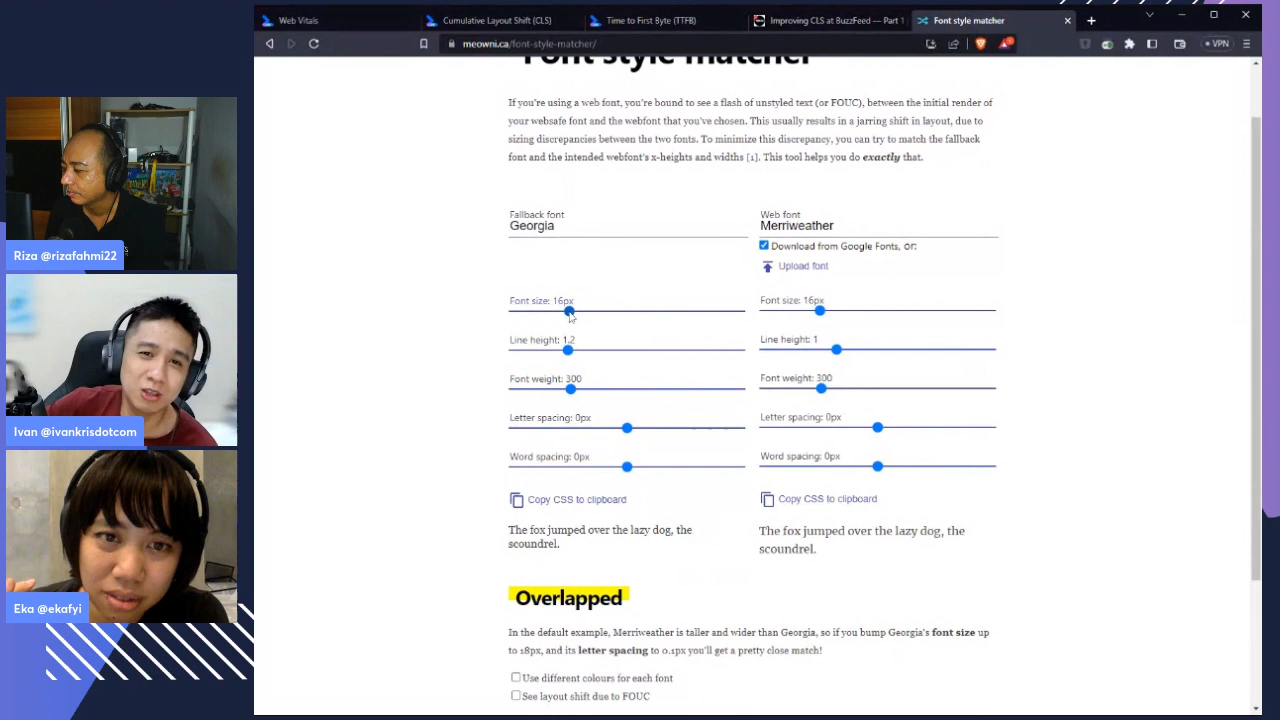 Web Vitals
Cumulative Layout Shift (CLS)
Time to First Byte (TTFB)
Improving CLS at BuzzFeed — Part 1
Font style matcher
meowni.ca/font-style-matcher/
VPN
Font style matcher
If you're using a web font, you're bound to see a flash of unstyled text (or FOUC), between the initial render of
your websafe font and the webfont that you've chosen. This usually results in a jarring shift in layout, due to
sizing discrepancies between the two fonts. To minimize this discrepancy, you can try to match the fallback
font and the intended webfont's x-heights and widths [1]. This tool helps you do exactly that.
Fallback font
Georgia
Web font
Merriweather
Download from Google Fonts, or:
Upload font
Font size: 16px
Font size: 16px
Line height: 1.2
Line height: 1
Font weight: 300
Font weight: 300
Letter spacing: 0px
Letter spacing: 0px
Word spacing: 0px
Word spacing: 0px
Copy CSS to clipboard
Copy CSS to clipboard
The fox jumped over the lazy dog, the
scoundrel.
The fox jumped over the lazy dog, the
scoundrel.
Overlapped
In the default example, Merriweather is taller and wider than Georgia, so if you bump Georgia's font size up
to 18px, and its letter spacing to 0.1px you'll get a pretty close match!
Use different colours for each font
See layout shift due to FOUC
Riza @rizafahmi22
Ivan @ivankrisdotcom
Eka @ekafyi